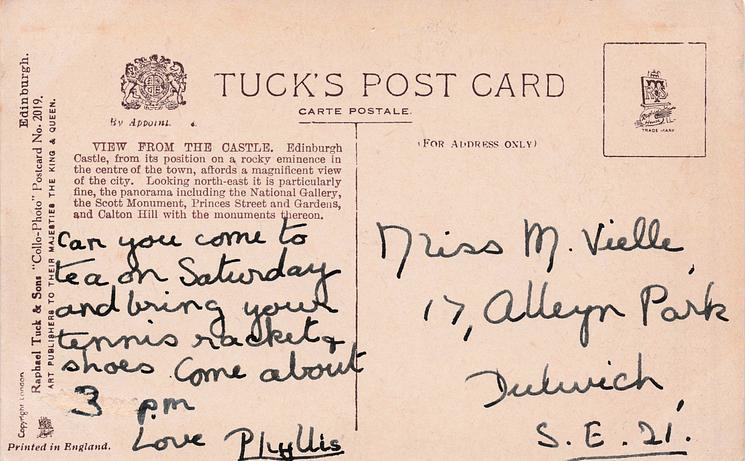 Edinburgh.
Raphael Tuck & Sons "Collo-Photo" Postcard No. 2019.
ART PUBLISHERS TO THEIR MAJESTIES THE KING & QUEEN.
Copyright London
Printed in England.
By Appoint.
TUCK'S POST CARD
CARTE POSTALE.
(FOR ADDRESS ONLY)
TRADE MARK
VIEW FROM THE CASTLE. Edinburgh
Castle, from its position on a rocky eminence in
the centre of the town, affords a magnificent view
of the city. Looking north-east it is particularly
fine, the panorama including the National Gallery,
the Scott Monument, Princes Street and Gardens,
and Calton Hill with the monuments thereon.
Can you come to
tea on Saturday
and bring your
tennis racket &
shoes Come about
3 pm
Love Phyllis
Miss M. Vielle,
17, Alleyn Park
Dulwich,
S.E. 21.